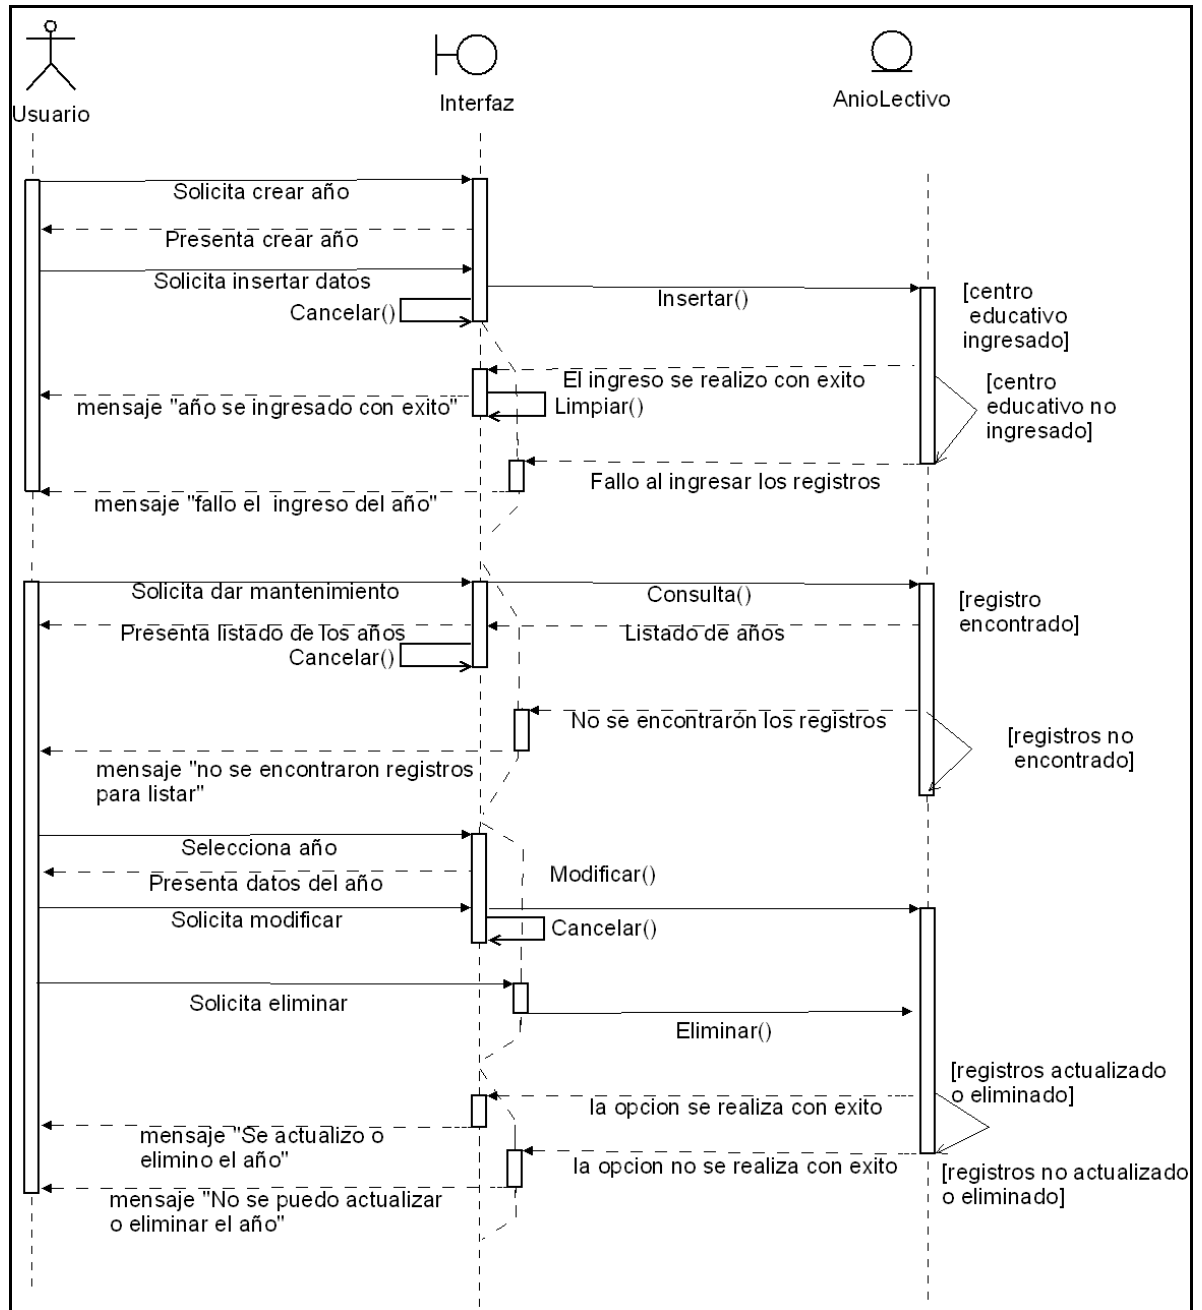 Usuario
Interfaz
AnioLectivo
Solicita crear año
Presenta crear año
Solicita insertar datos
Cancelar()
Insertar()
[centro
educativo
ingresado]
El ingreso se realizo con exito
mensaje "año se ingresado con exito"
Limpiar()
[centro
educativo no
ingresado]
Fallo al ingresar los registros
mensaje "fallo el ingreso del año"
Solicita dar mantenimiento
Consulta()
[registro
encontrado]
Presenta listado de los años
Listado de años
Cancelar()
No se encontrarón los registros
[registros no
encontrado]
mensaje "no se encontraron registros
para listar"
Selecciona año
Presenta datos del año
Modificar()
Solicita modificar
Cancelar()
Solicita eliminar
Eliminar()
[registros actualizado
o eliminado]
la opcion se realiza con exito
mensaje "Se actualizo o
elimino el año"
la opcion no se realiza con exito
[registros no actualizado
o eliminado]
mensaje "No se puedo actualizar
o eliminar el año"